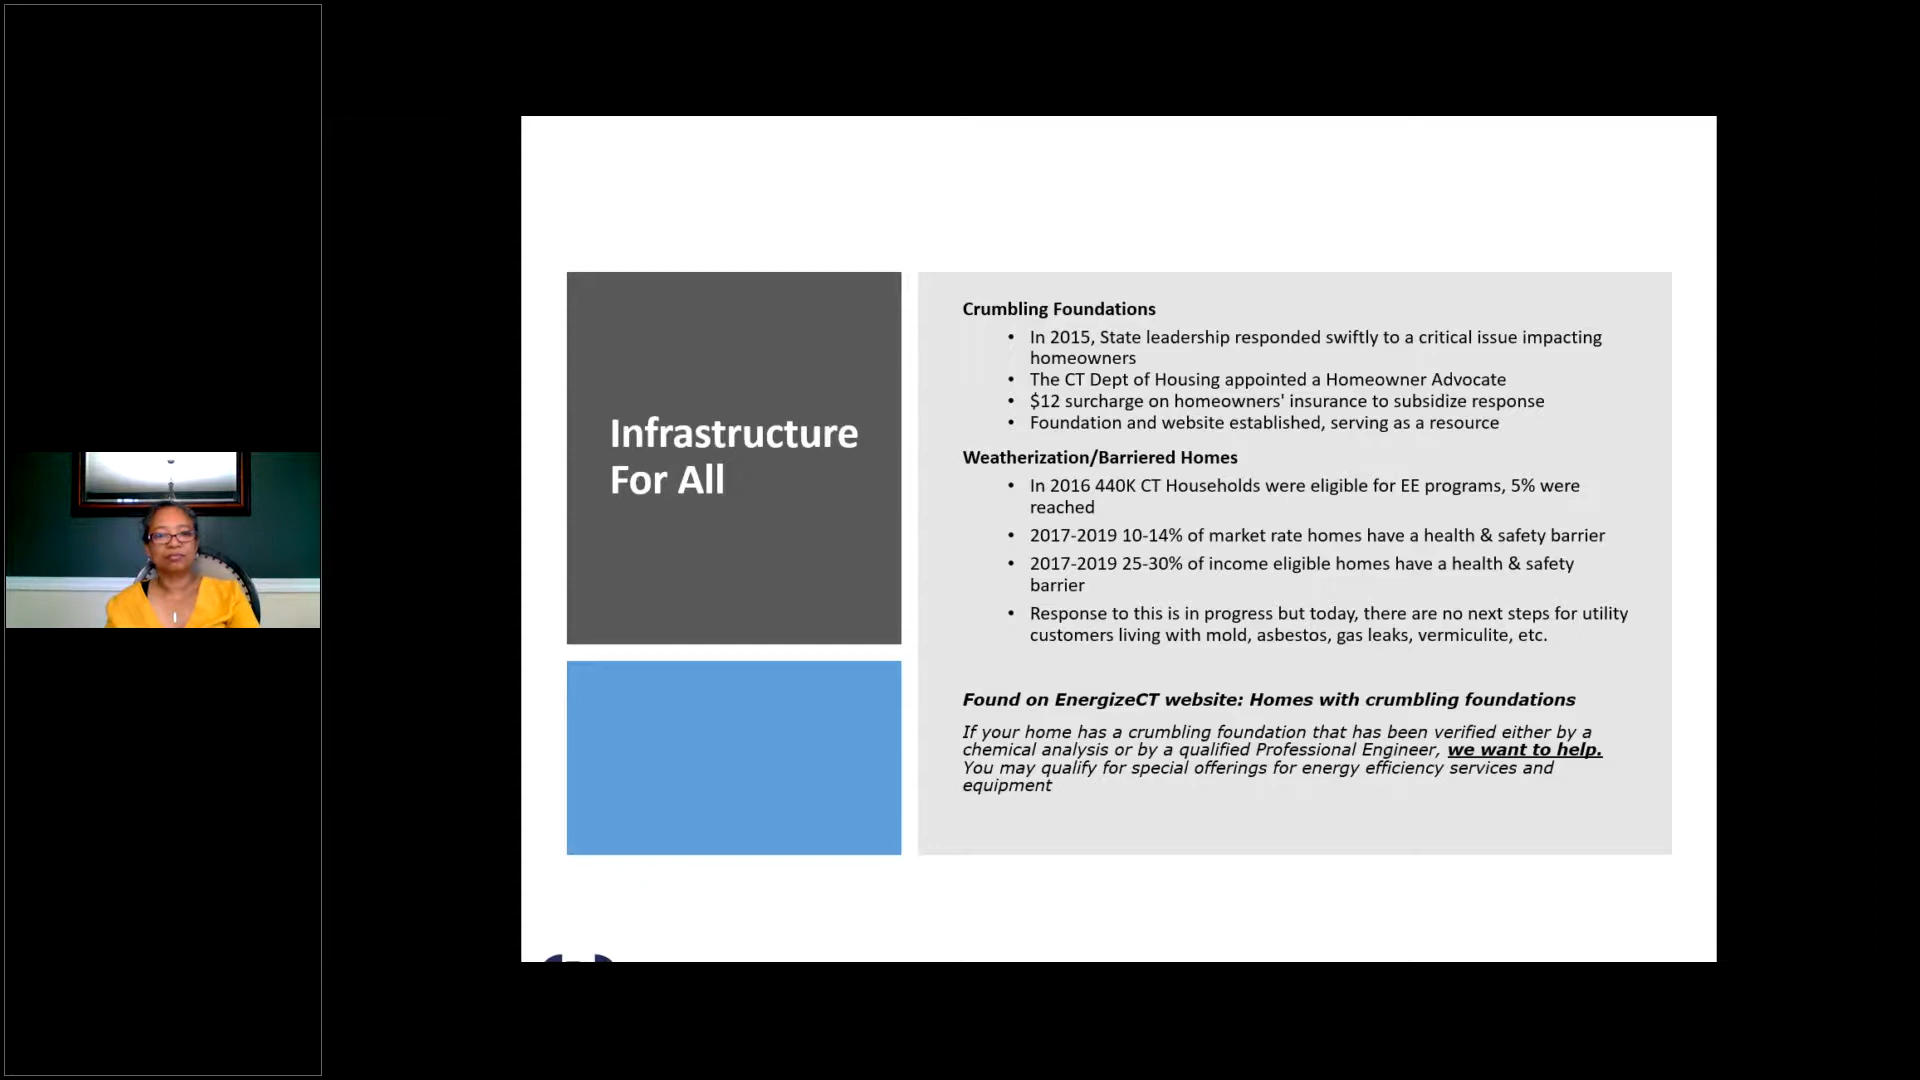 Infrastructure
For All
Crumbling Foundations
• In 2015, State leadership responded swiftly to a critical issue impacting
homeowners
• The CT Dept of Housing appointed a Homeowner Advocate
• $12 surcharge on homeowners' insurance to subsidize response
• Foundation and website established, serving as a resource
Weatherization/Barriered Homes
• In 2016 440K CT Households were eligible for EE programs, 5% were
reached
• 2017-2019 10-14% of market rate homes have a health & safety barrier
• 2017-2019 25-30% of income eligible homes have a health & safety
barrier
• Response to this is in progress but today, there are no next steps for utility
customers living with mold, asbestos, gas leaks, vermiculite, etc.
Found on EnergizeCT website: Homes with crumbling foundations
If your home has a crumbling foundation that has been verified either by a
chemical analysis or by a qualified Professional Engineer, we want to help.
You may qualify for special offerings for energy efficiency services and
equipment